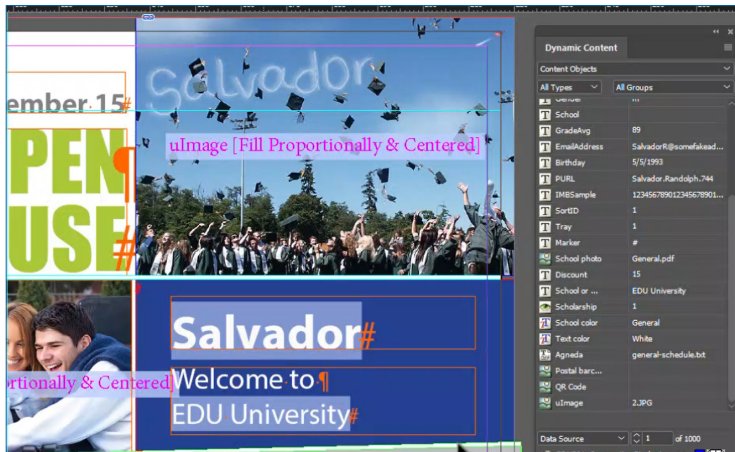 ember 15#
OPEN¶
USE#
Salvador
uImage [Fill Proportionally & Centered]
ortionally & Centered]
Salvador#
Welcome to ¶
EDU University#
Dynamic Content
Content Objects
All Types All Groups
Gender m
School
GradeAvg 89
EmailAddress SalvadorR@somefakead...
Birthday 5/5/1993
PURL Salvador.Randolph.744
IMBSample 123456789012345678901...
SortID 1
Tray 1
Marker #
School photo General.pdf
Discount 15
School or ... EDU University
Scholarship 1
School color General
Text color White
Agneda general-schedule.txt
Postal barc...
QR Code
uImage 2.JPG
Data Source 1 of 1000